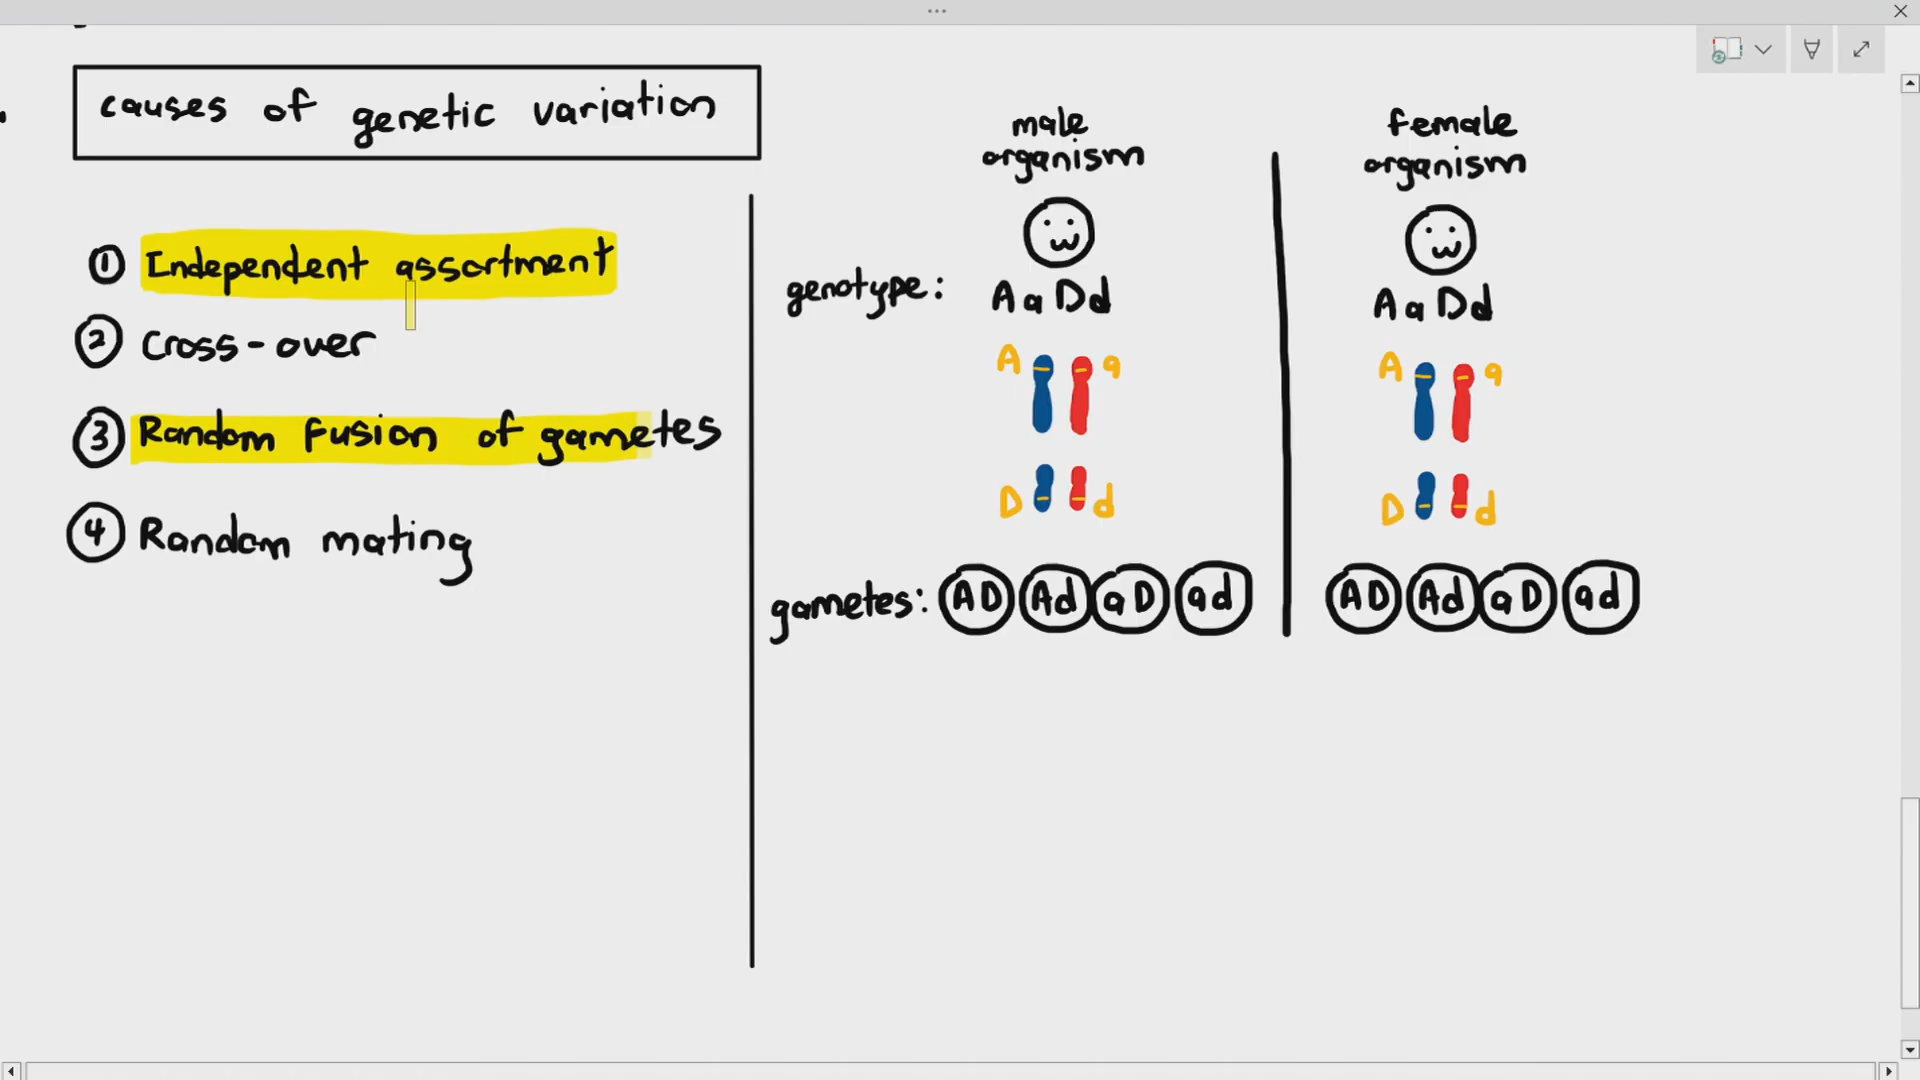 causes of genetic variation
① Independent assortment
② Cross-over
③ Random fusion of gametes
④ Random mating
male organism
female organism
genotype: AaDd
AaDd
A a
A a
D d
D d
gametes: AD Ad aD ad
AD Ad aD ad